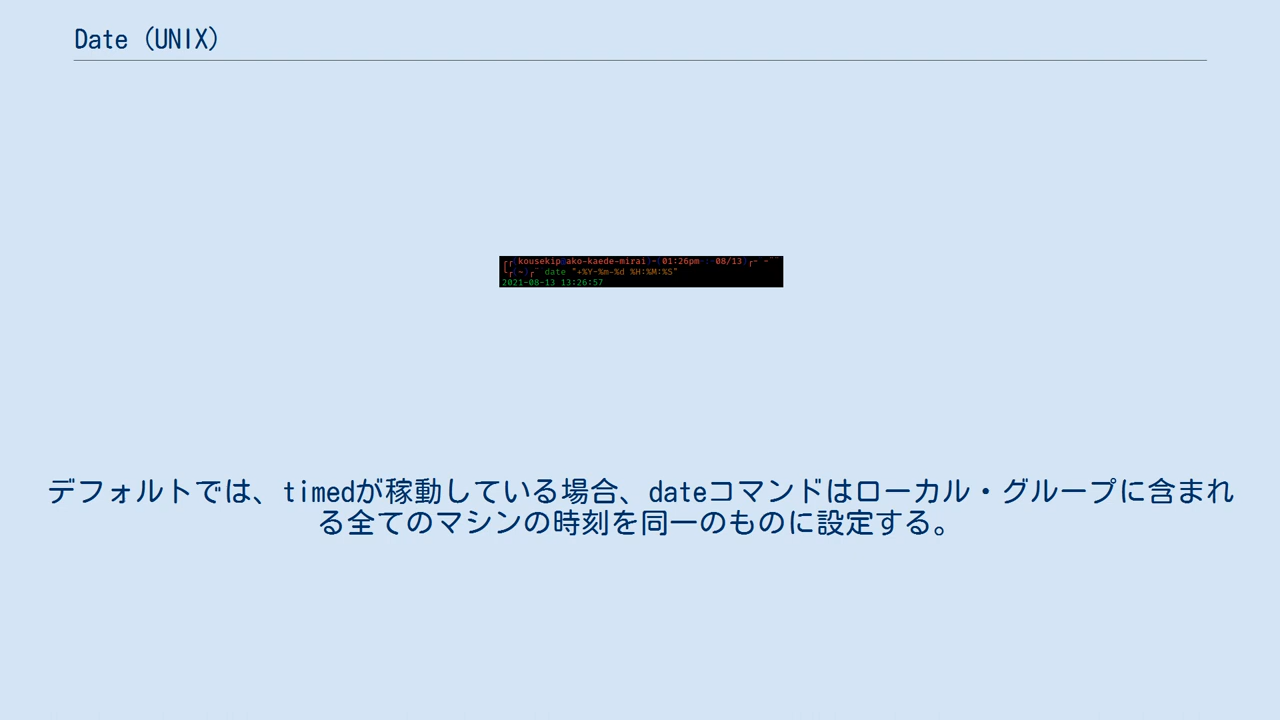 Date (UNIX)
kousekip@ako-kaede-mirai)-(01:26pm : 08/13)
(~) date "+%Y-%m-%d %H:%M:%S"
2021-08-13 13:26:57
デフォルトでは、timedが稼動している場合、dateコマンドはローカル・グループに含まれ
る全てのマシンの時刻を同一のものに設定する。